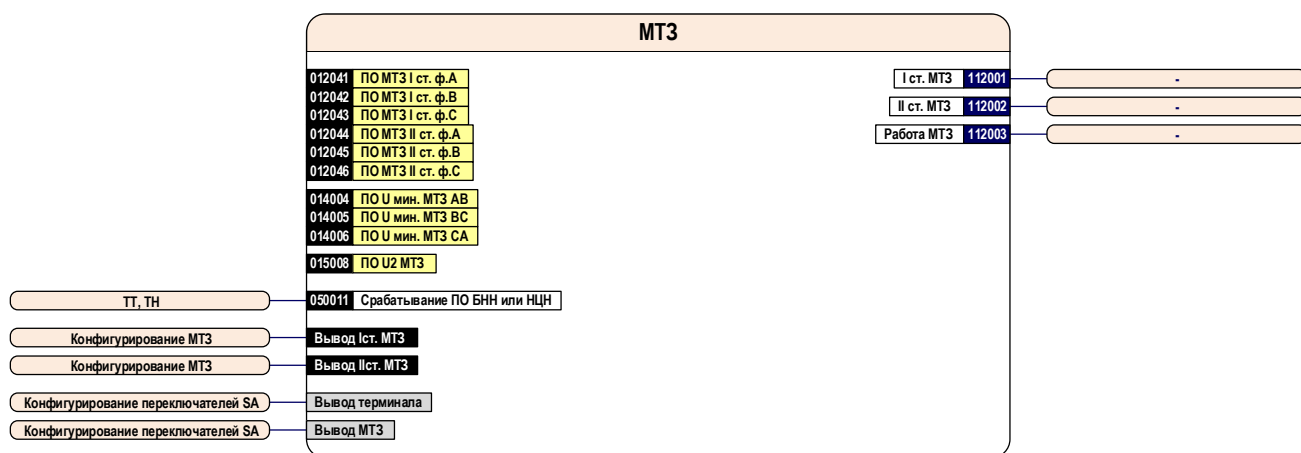 МТЗ
012041 ПО МТЗ I ст. ф.А
I ст. МТЗ 112001 -
012042 ПО МТЗ I ст. ф.В
012043 ПО МТЗ I ст. ф.С
II ст. МТЗ 112002 -
012044 ПО МТЗ II ст. ф.А
Работа МТЗ 112003 -
012045 ПО МТЗ II ст. ф.В
012046 ПО МТЗ II ст. ф.С
014004 ПО U мин. МТЗ АВ
014005 ПО U мин. МТЗ ВС
014006 ПО U мин. МТЗ СА
015008 ПО U2 МТЗ
ТТ, ТН 050011 Срабатывание ПО БНН или НЦН
Конфигурирование МТЗ Вывод Iст. МТЗ
Конфигурирование МТЗ Вывод IIст. МТЗ
Конфигурирование переключателей SA Вывод терминала
Конфигурирование переключателей SA Вывод МТЗ